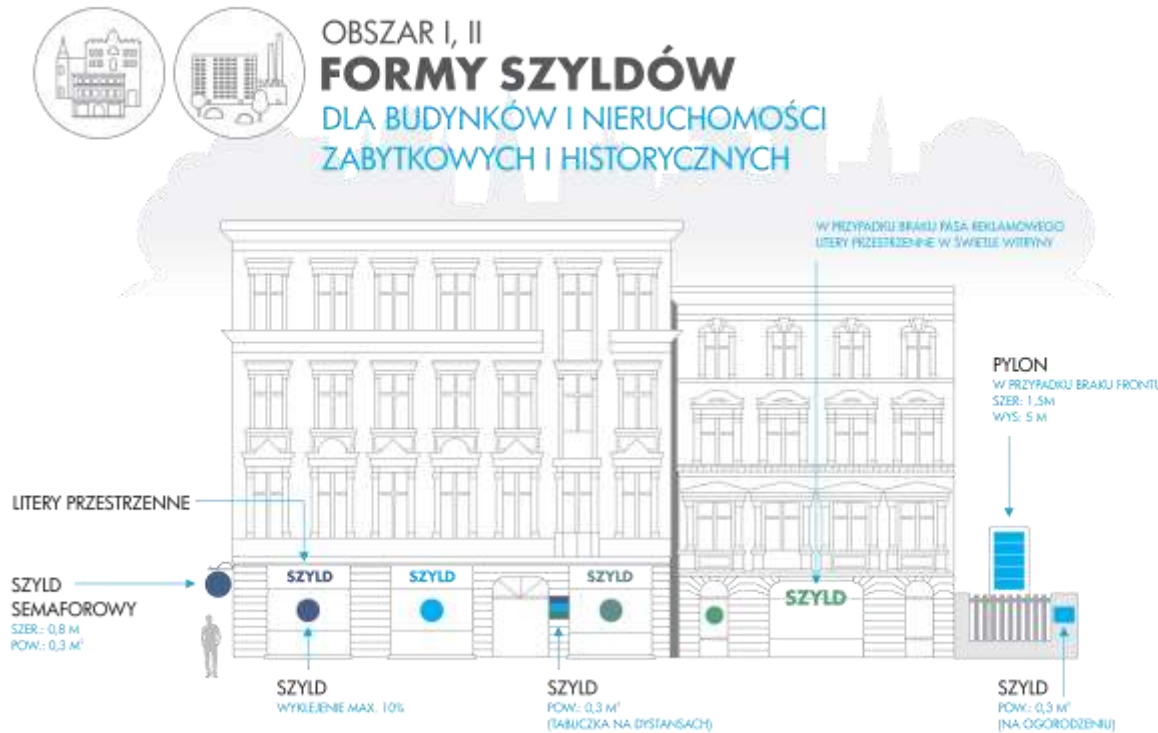 OBSZAR I, II
FORMY SZYLDÓW
DLA BUDYNKÓW I NIERUCHOMOŚCI
ZABYTKOWYCH I HISTORYCZNYCH
W PRZYPADKU BRAKU PASA REKLAMOWEGO
LITERY PRZESTRZENNE W ŚWIETLE WITRYNY
PYLON
W PRZYPADKU BRAKU FRONTU
SZER: 1,5M
WYS: 5 M
LITERY PRZESTRZENNE
SZYLD
SEMAFOROWY
SZER.: 0,8 M
POW.: 0,3 M²
SZYLD
SZYLD
SZYLD
SZYLD
SZYLD
WYKLEJENIE MAX. 10%
SZYLD
POW.: 0,3 M²
(TABLICZKA NA DYSTANSACH)
SZYLD
POW.: 0,3 M²
(NA OGORODZENIU)